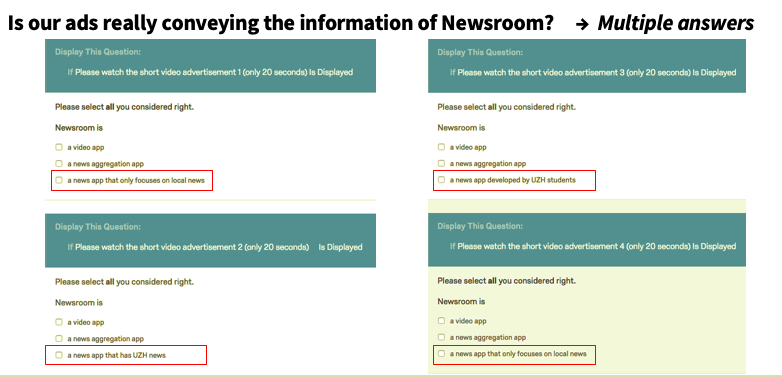 Is our ads really conveying the information of Newsroom? → Multiple answers
Display This Question:
If Please watch the short video advertisement 1 (only 20 seconds) Is Displayed
Please select all you considered right.
Newsroom is
a video app
a news aggregation app
a news app that only focuses on local news
Display This Question:
If Please watch the short video advertisement 2 (only 20 seconds) Is Displayed
Please select all you considered right.
Newsroom is
a video app
a news aggregation app
a news app that has UZH news
Display This Question:
If Please watch the short video advertisement 3 (only 20 seconds) Is Displayed
Please select all you considered right.
Newsroom is
a video app
a news aggregation app
a news app developed by UZH students
Display This Question:
If Please watch the short video advertisement 4 (only 20 seconds) Is Displayed
Please select all you considered right.
Newsroom is
a video app
a news aggregation app
a news app that only focuses on local news